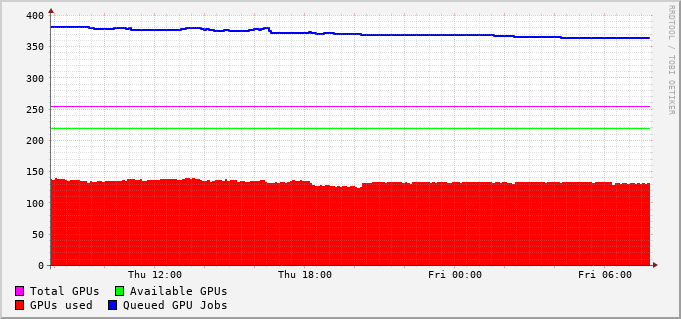 400
350
300
250
200
150
100
50
0
Thu 12:00 Thu 18:00 Fri 00:00 Fri 06:00
Total GPUs Available GPUs
GPUs used Queued GPU Jobs
RRDTOOL / TOBI OETIKER